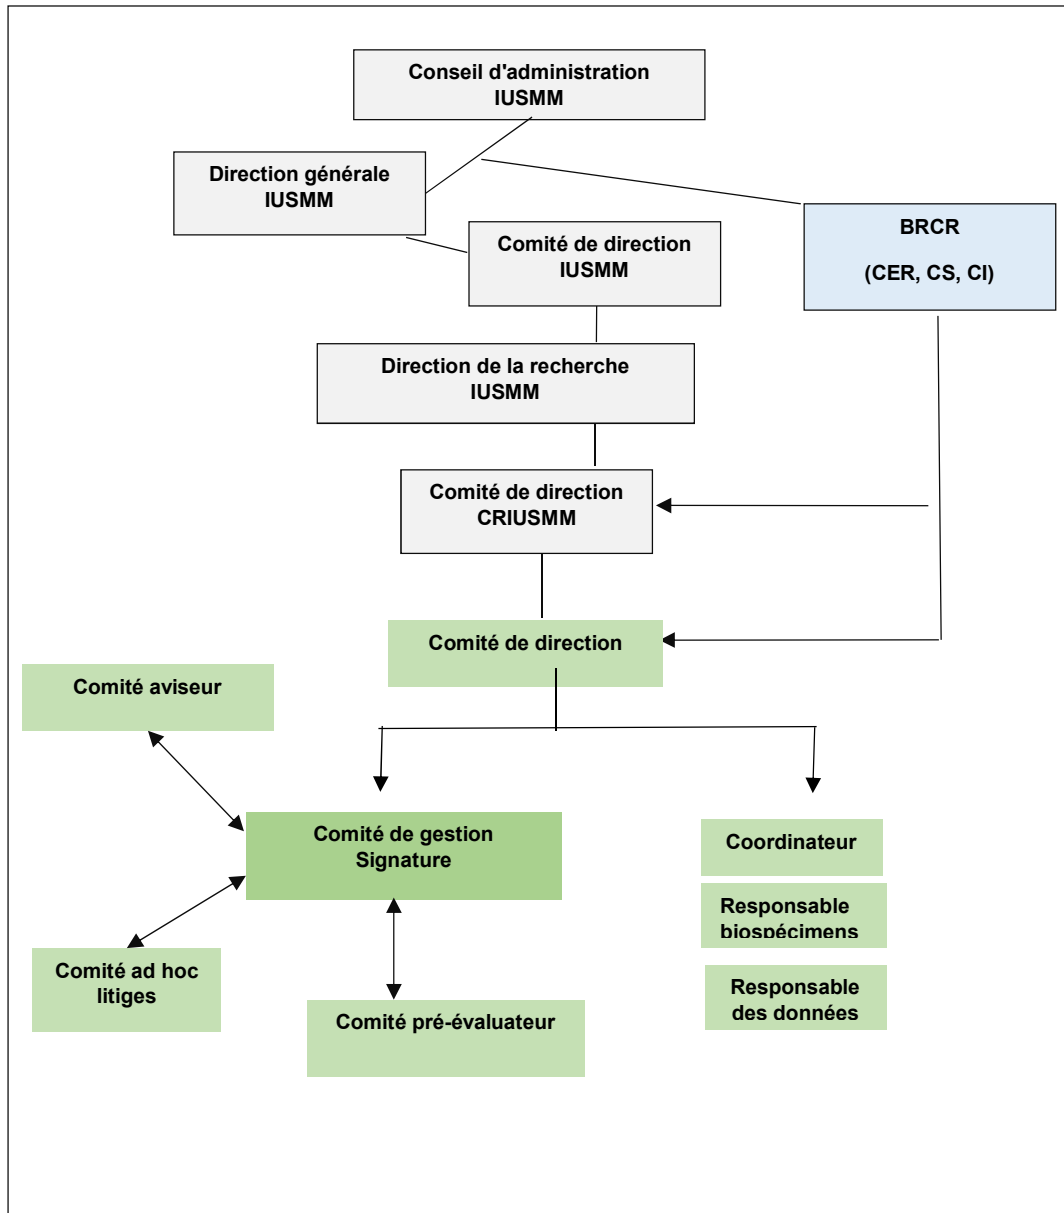 Conseil d'administration
IUSMM
Direction générale
IUSMM
BRCR
(CER, CS, CI)
Comité de direction
IUSMM
Direction de la recherche
IUSMM
Comité de direction
CRIUSMM
Comité de direction
Comité aviseur
Comité de gestion
Signature
Coordinateur
Responsable
biospécimens
Comité ad hoc
litiges
Responsable
des données
Comité pré-évaluateur